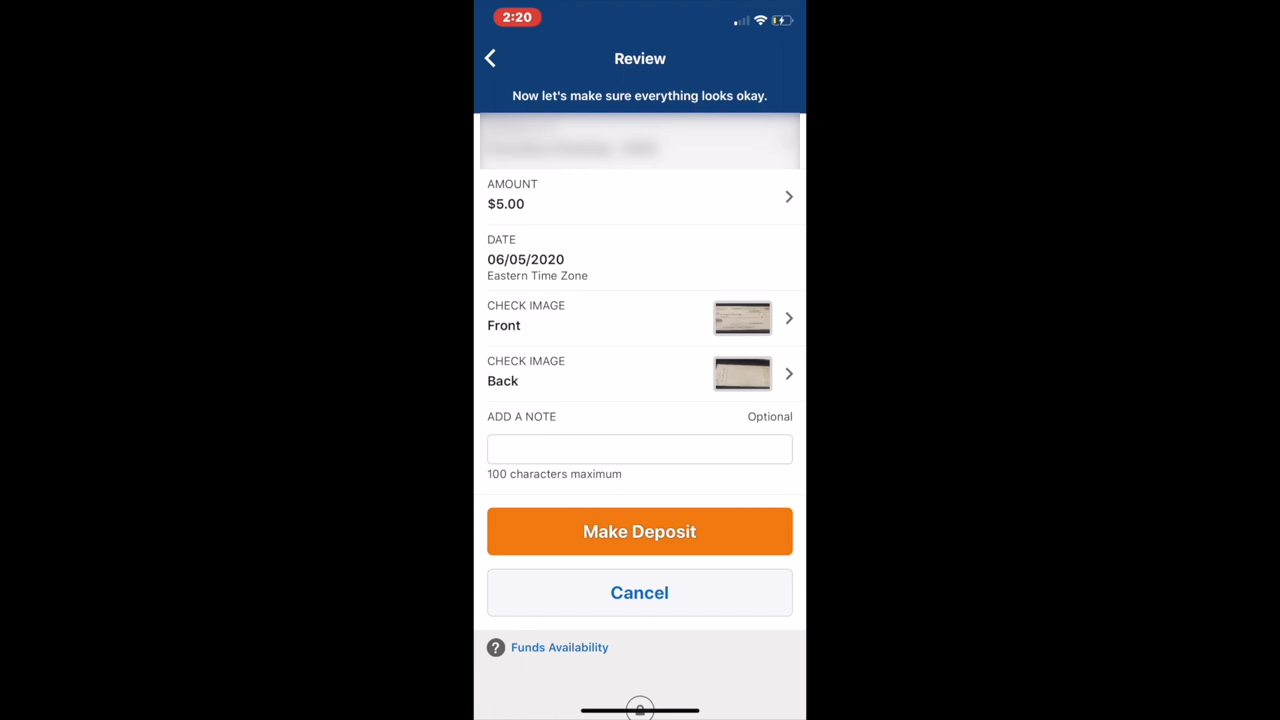 2:20
Review
Now let's make sure everything looks okay.
AMOUNT
$5.00
DATE
06/05/2020
Eastern Time Zone
CHECK IMAGE
Front
CHECK IMAGE
Back
ADD A NOTE Optional
100 characters maximum
Make Deposit
Cancel
? Funds Availability